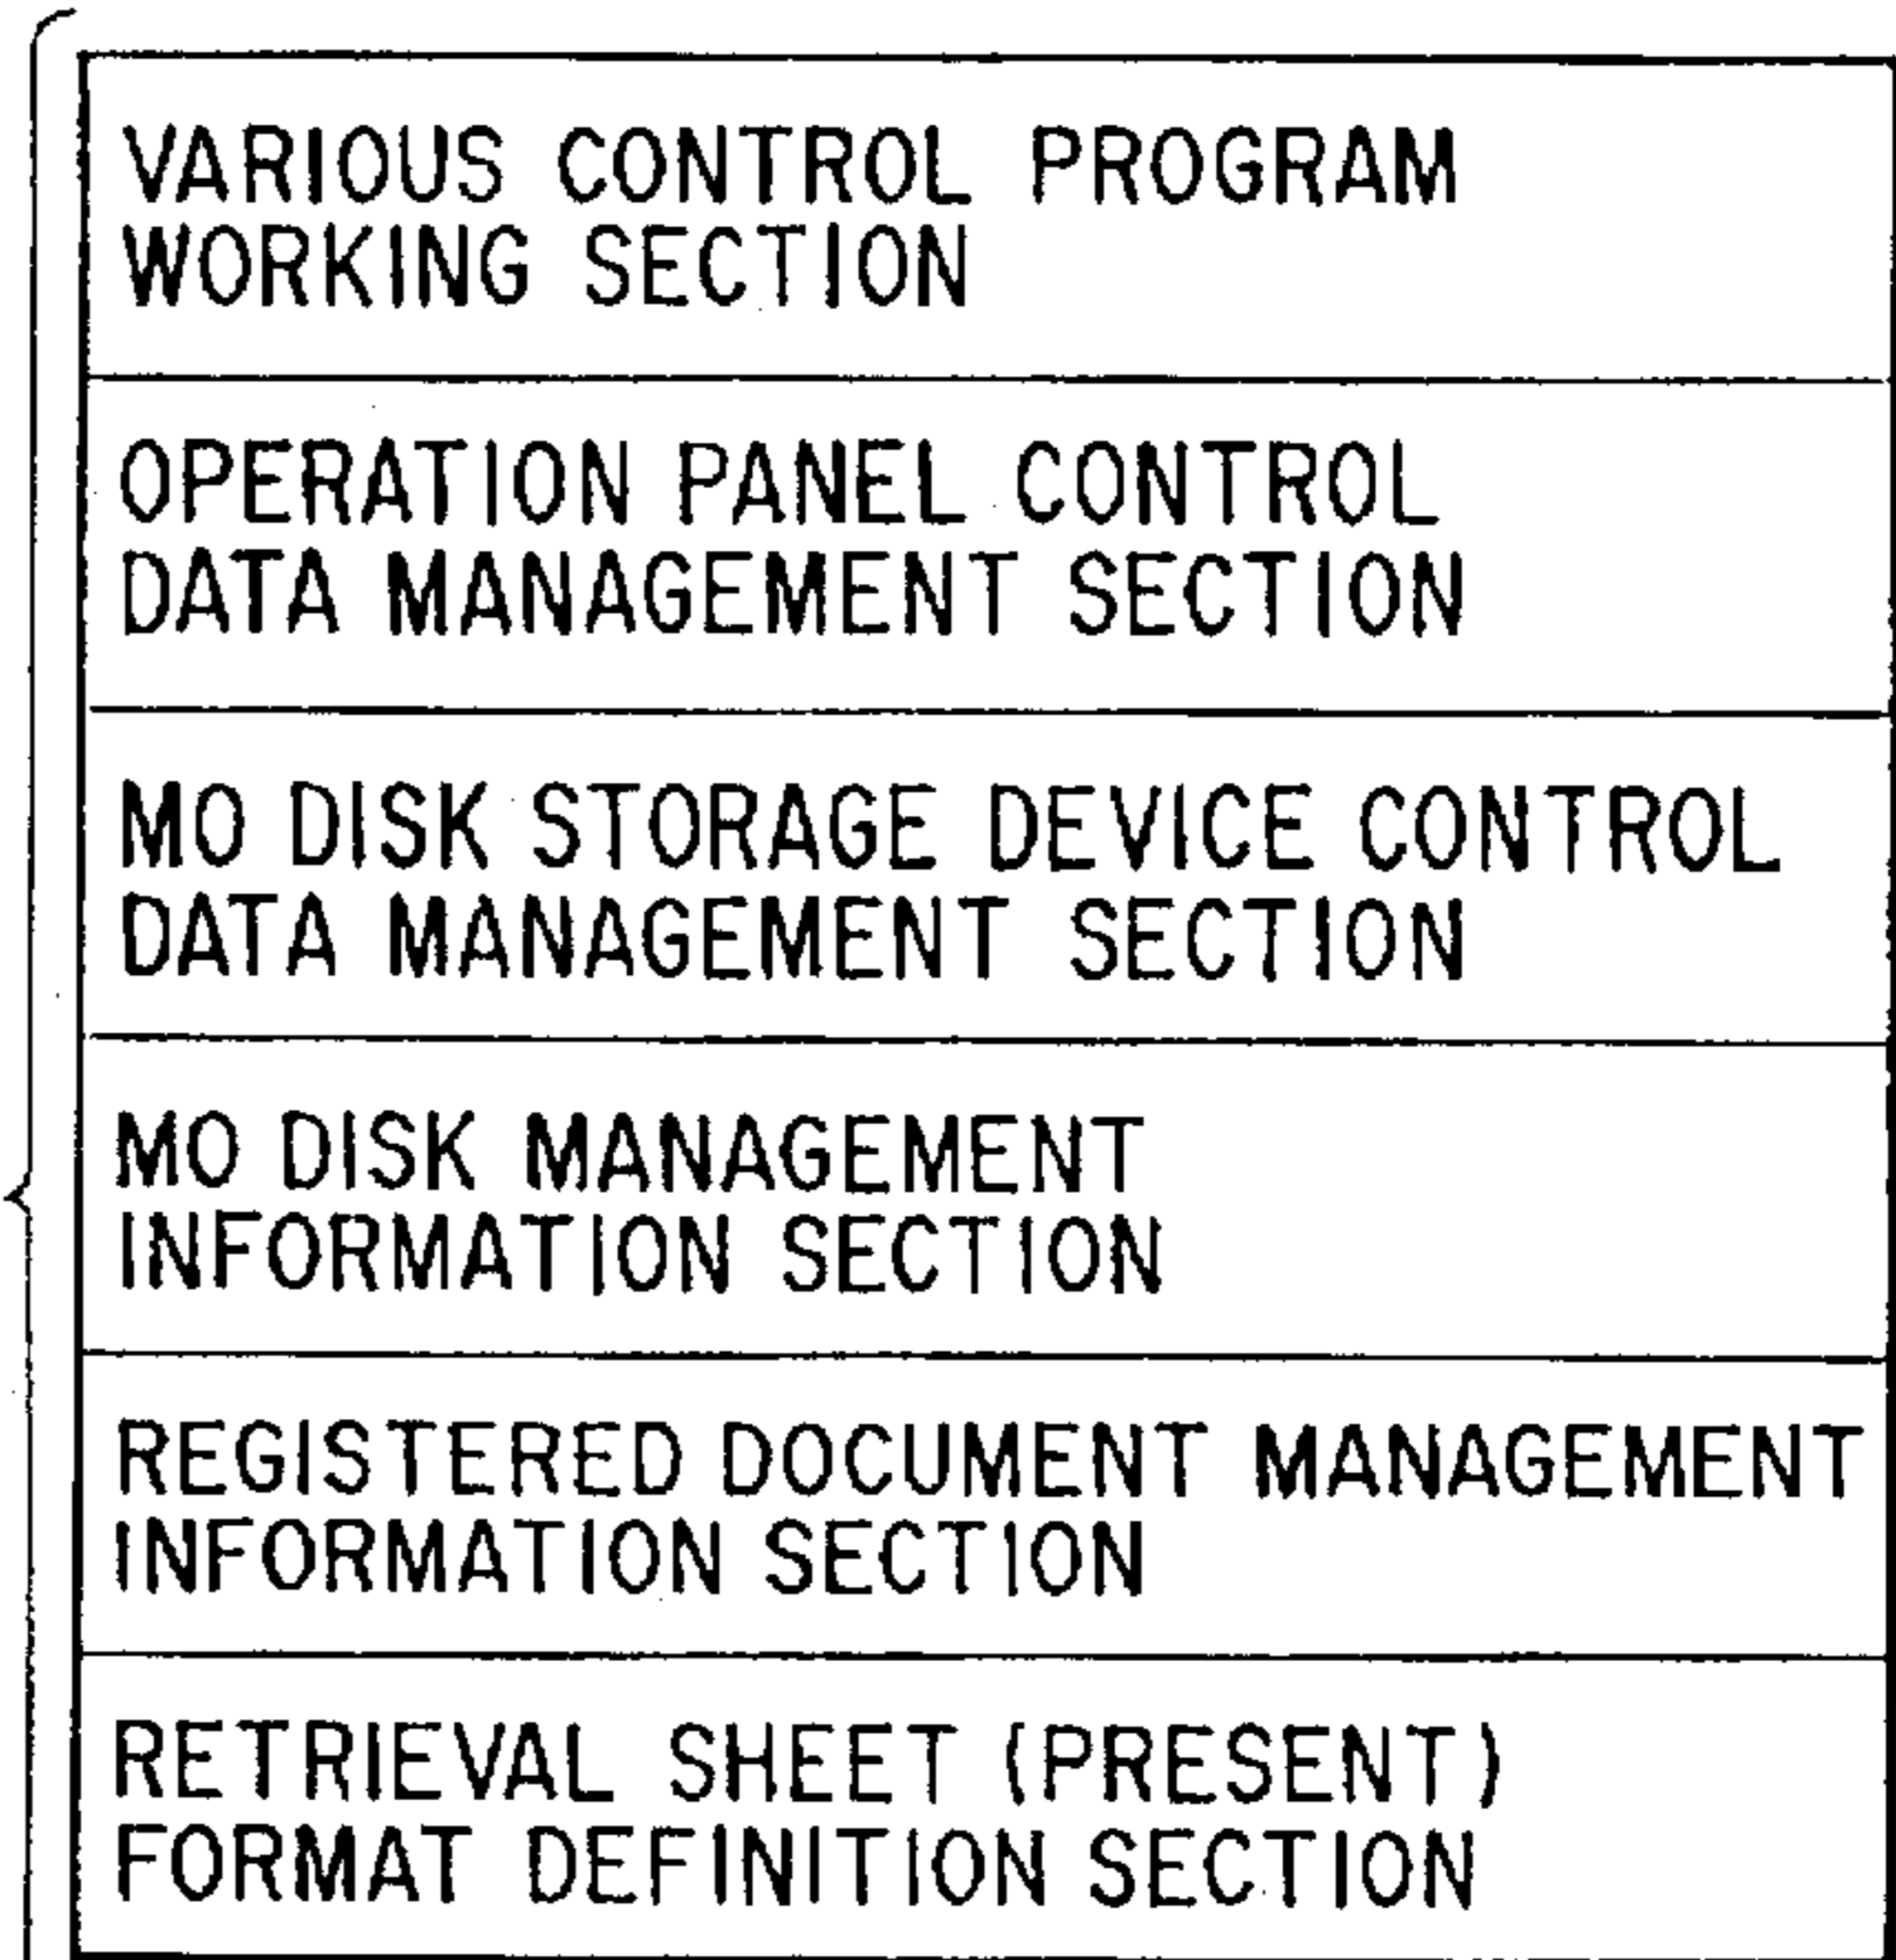 VARIOUS CONTROL PROGRAM
WORKING SECTION
OPERATION PANEL CONTROL
DATA MANAGEMENT SECTION
MO DISK STORAGE DEVICE CONTROL
DATA MANAGEMENT SECTION
MO DISK MANAGEMENT
INFORMATION SECTION
REGISTERED DOCUMENT MANAGEMENT
INFORMATION SECTION
RETRIEVAL SHEET (PRESENT)
FORMAT DEFINITION SECTION